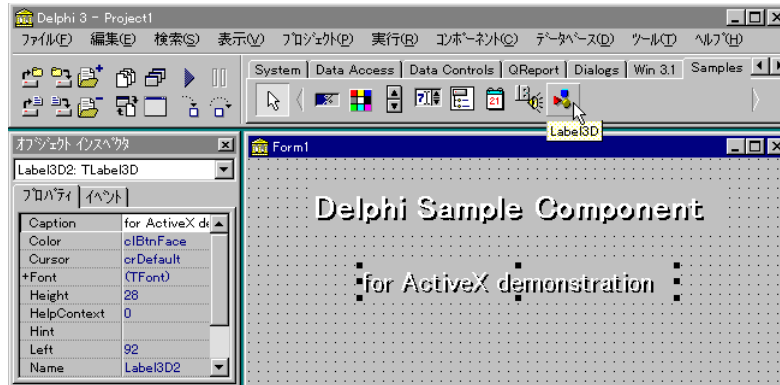 Delphi 3 - Project1
ファイル(F) 編集(E) 検索(S) 表示(V) プロジェクト(P) 実行(R) コンポーネント(C) データベース(D) ツール(T) ヘルプ(H)
System Data Access Data Controls QReport Dialogs Win 3.1 Samples
21
Label3D
オブジェクト インスペクタ
Label3D2: TLabel3D
プロパティ イベント
Caption for ActiveX de
Color clBtnFace
Cursor crDefault
+Font (TFont)
Height 28
HelpContext 0
Hint
Left 92
Name Label3D2
Form1
Delphi Sample Component
for ActiveX demonstration